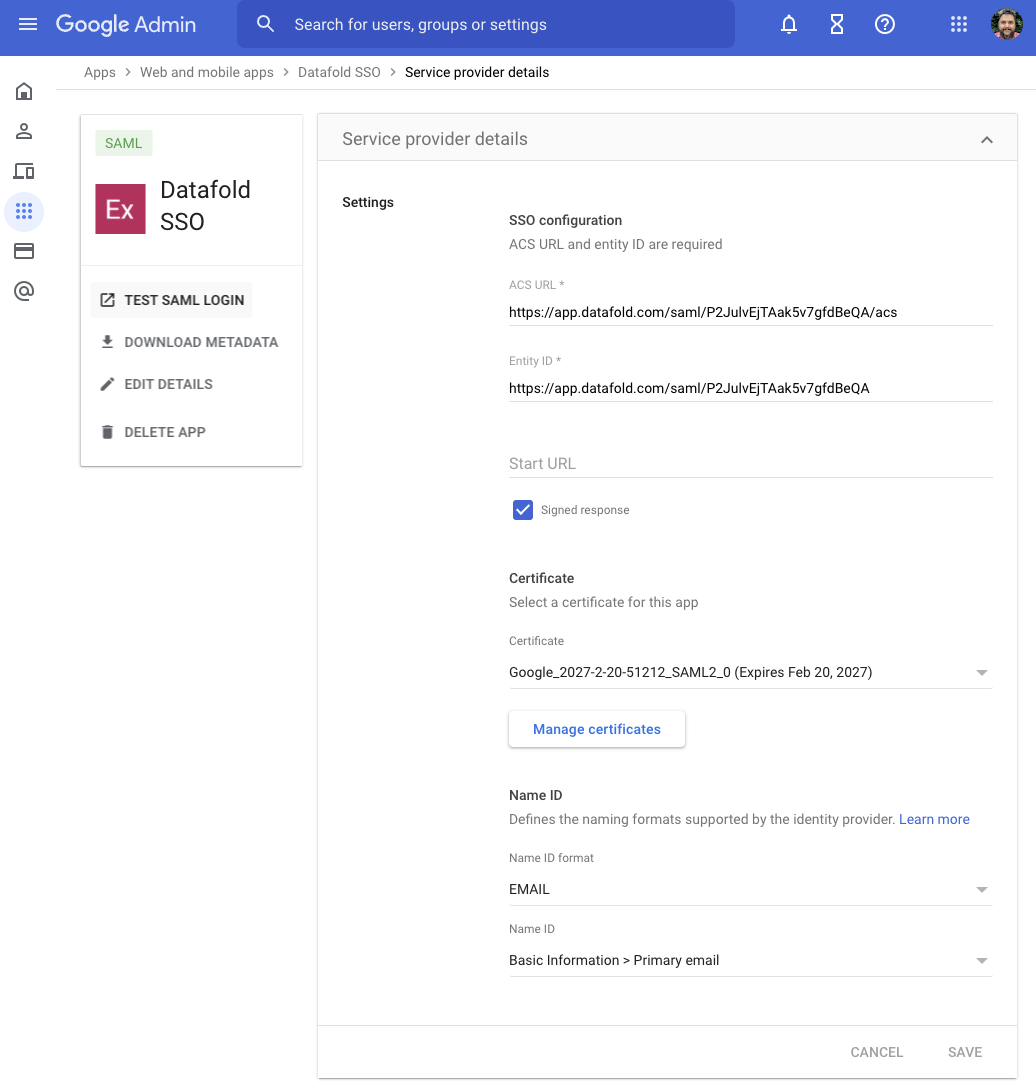 Google Admin
Search for users, groups or settings
Apps > Web and mobile apps > Datafold SSO > Service provider details
SAML
Ex
Datafold
SSO
TEST SAML LOGIN
DOWNLOAD METADATA
EDIT DETAILS
DELETE APP
Service provider details
Settings
SSO configuration
ACS URL and entity ID are required
ACS URL *
https://app.datafold.com/saml/P2JulvEjTAak5v7gfdBeQA/acs
Entity ID *
https://app.datafold.com/saml/P2JulvEjTAak5v7gfdBeQA
Start URL
Signed response
Certificate
Select a certificate for this app
Certificate
Google_2027-2-20-51212_SAML2_0 (Expires Feb 20, 2027)
Manage certificates
Name ID
Defines the naming formats supported by the identity provider. Learn more
Name ID format
EMAIL
Name ID
Basic Information > Primary email
CANCEL
SAVE